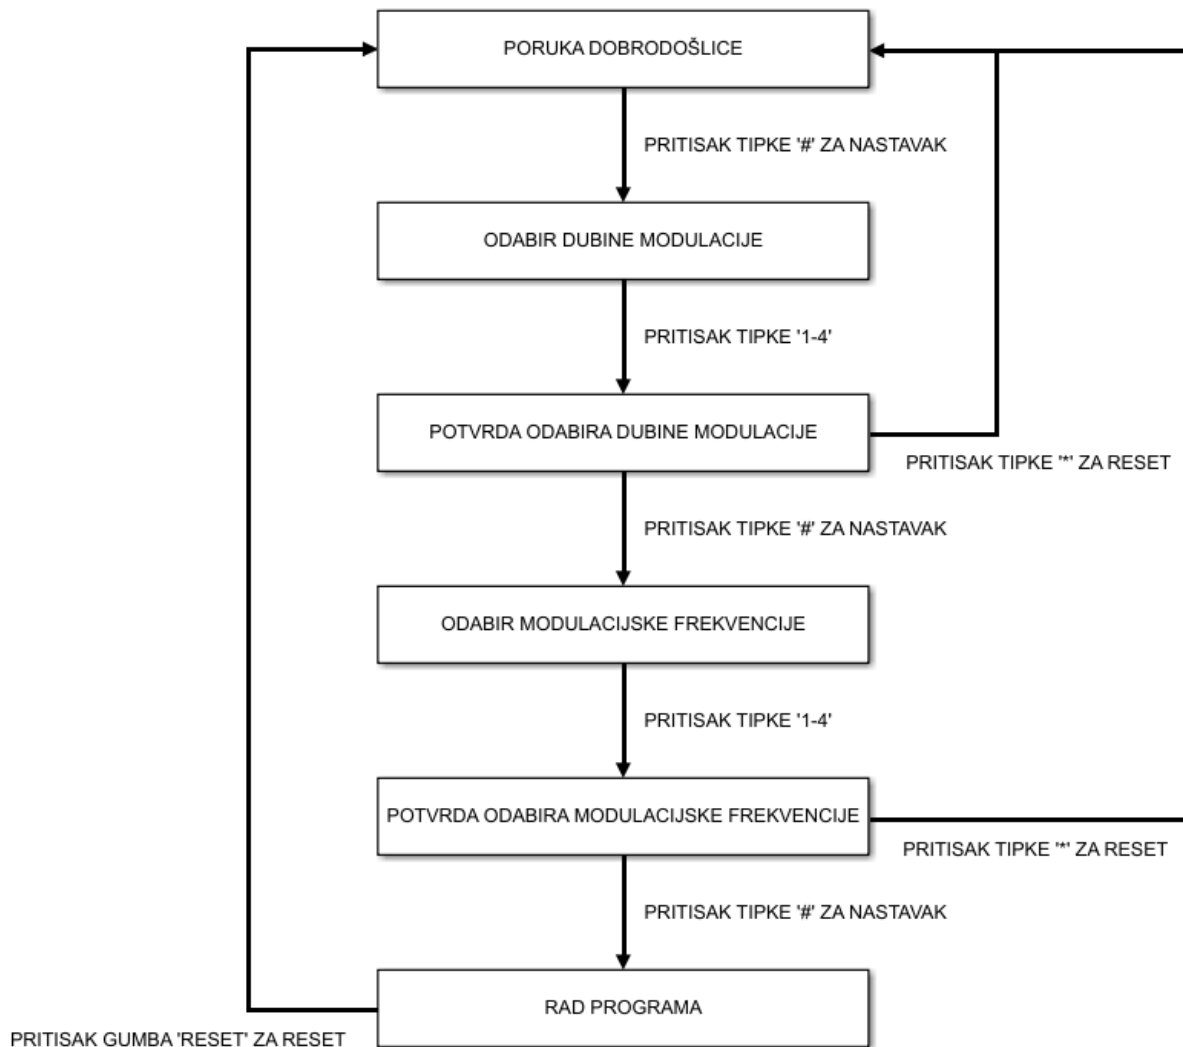 PORUKA DOBRODOŠLICE
PRITISAK TIPKE '#' ZA NASTAVAK
ODABIR DUBINE MODULACIJE
PRITISAK TIPKE '1-4'
POTVRDA ODABIRA DUBINE MODULACIJE
PRITISAK TIPKE '*' ZA RESET
PRITISAK TIPKE '#' ZA NASTAVAK
ODABIR MODULACIJSKE FREKVENCIJE
PRITISAK TIPKE '1-4'
POTVRDA ODABIRA MODULACIJSKE FREKVENCIJE
PRITISAK TIPKE '*' ZA RESET
PRITISAK TIPKE '#' ZA NASTAVAK
RAD PROGRAMA
PRITISAK GUMBA 'RESET' ZA RESET